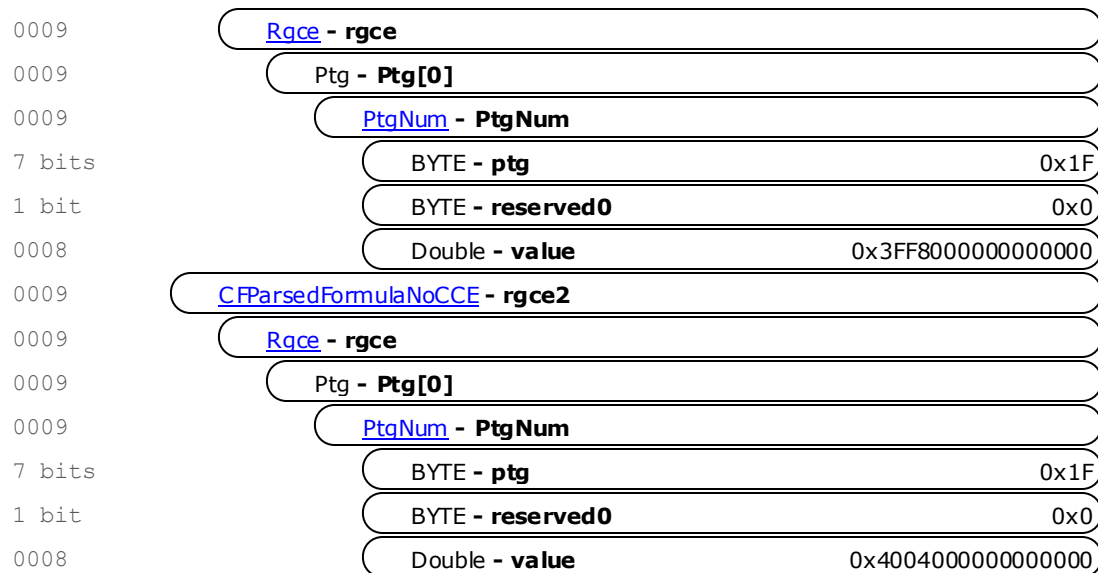 0009 Rgce - rgce
0009 Ptg - Ptg[0]
0009 PtgNum - PtgNum
7 bits BYTE - ptg 0x1F
1 bit BYTE - reserved0 0x0
0008 Double - value 0x3FF8000000000000
0009 CFParsedFormulaNoCCE - rgce2
0009 Rgce - rgce
0009 Ptg - Ptg[0]
0009 PtgNum - PtgNum
7 bits BYTE - ptg 0x1F
1 bit BYTE - reserved0 0x0
0008 Double - value 0x4004000000000000